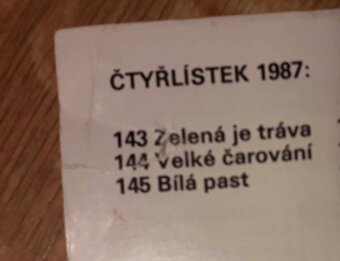 ČTYŘLÍSTEK 1987:
143 Zelená je tráva
144 Velké čarování
145 Bílá past